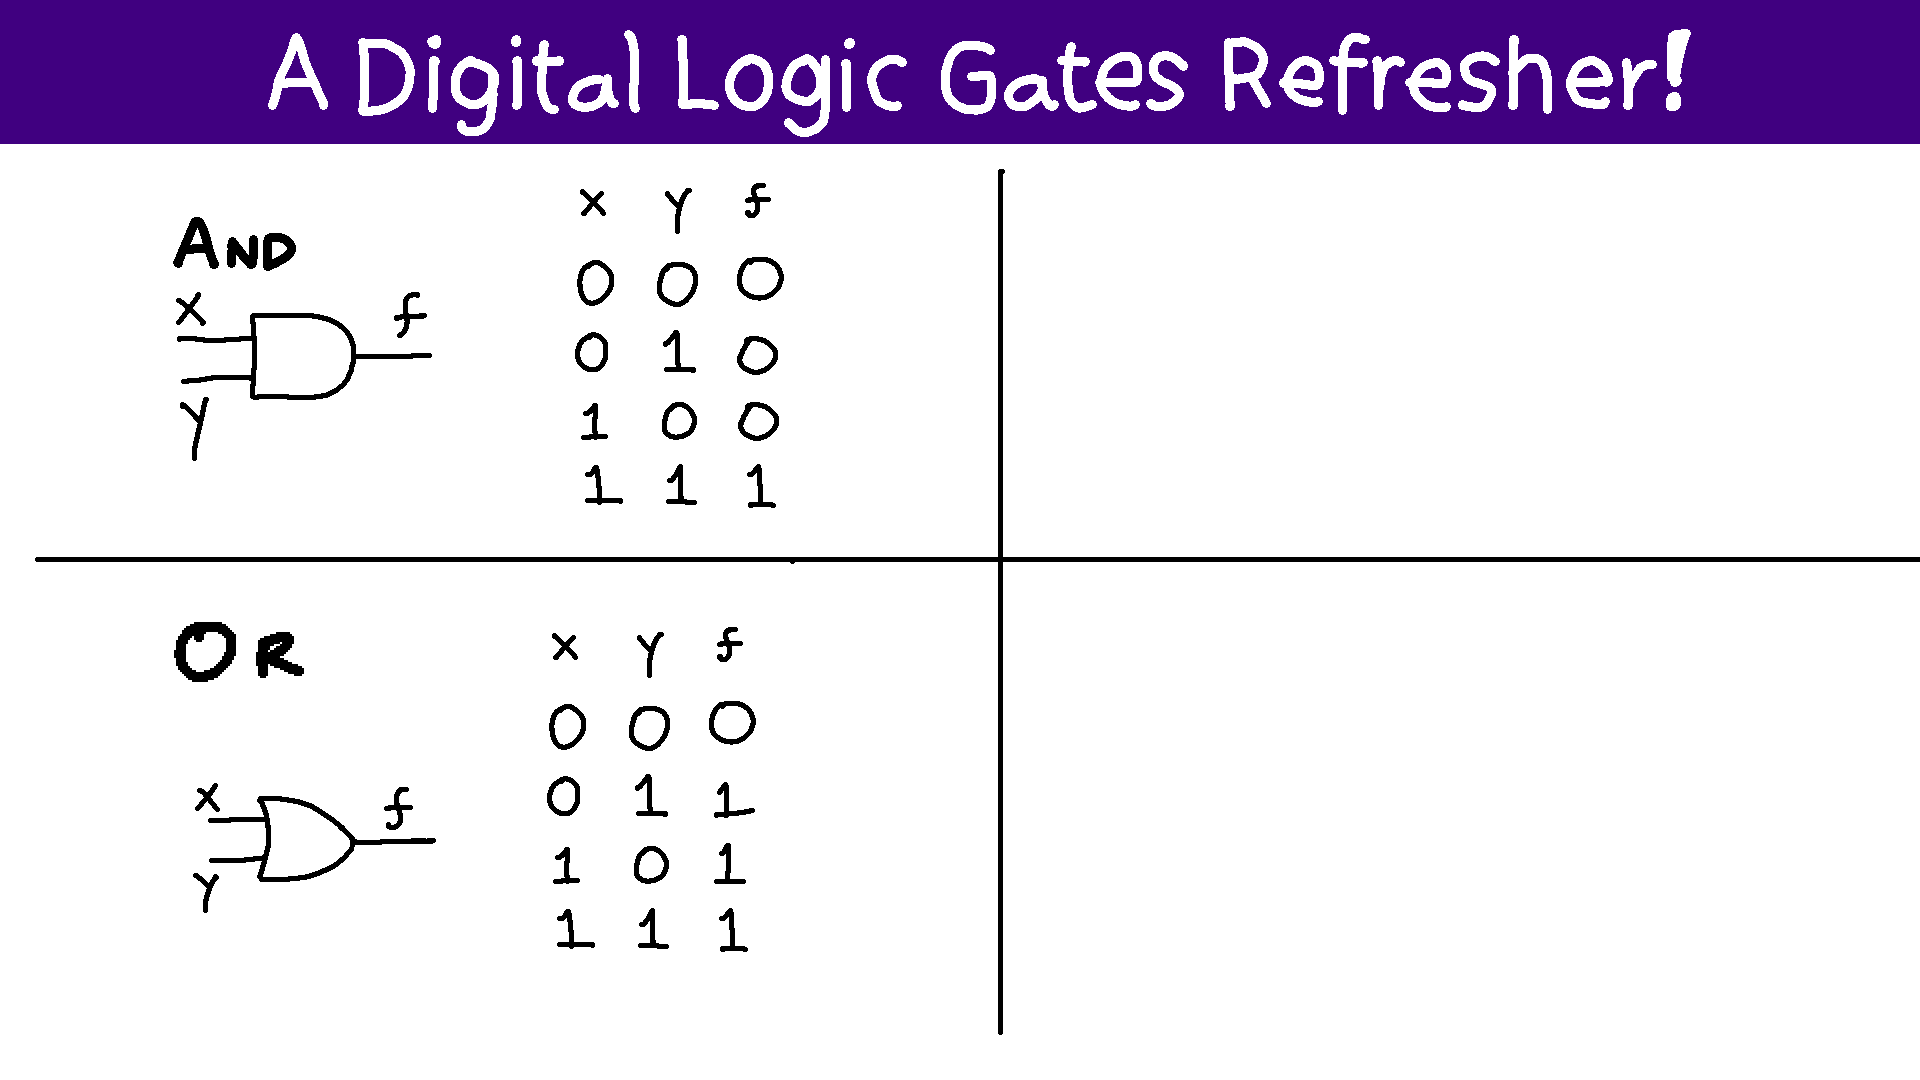 A Digital Logic Gates Refresher!
AND
x y f
0 0 0
0 1 0
1 0 0
1 1 1
x f
y
OR
x y f
0 0 0
0 1 1
1 0 1
1 1 1
x f
y